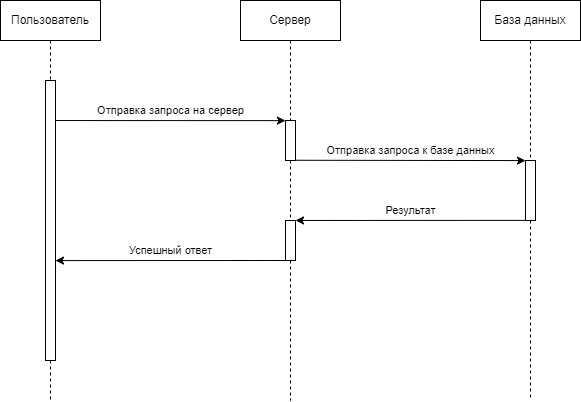 Пользователь
Сервер
База данных
Отправка запроса на сервер
Отправка запроса к базе данных
Результат
Успешный ответ